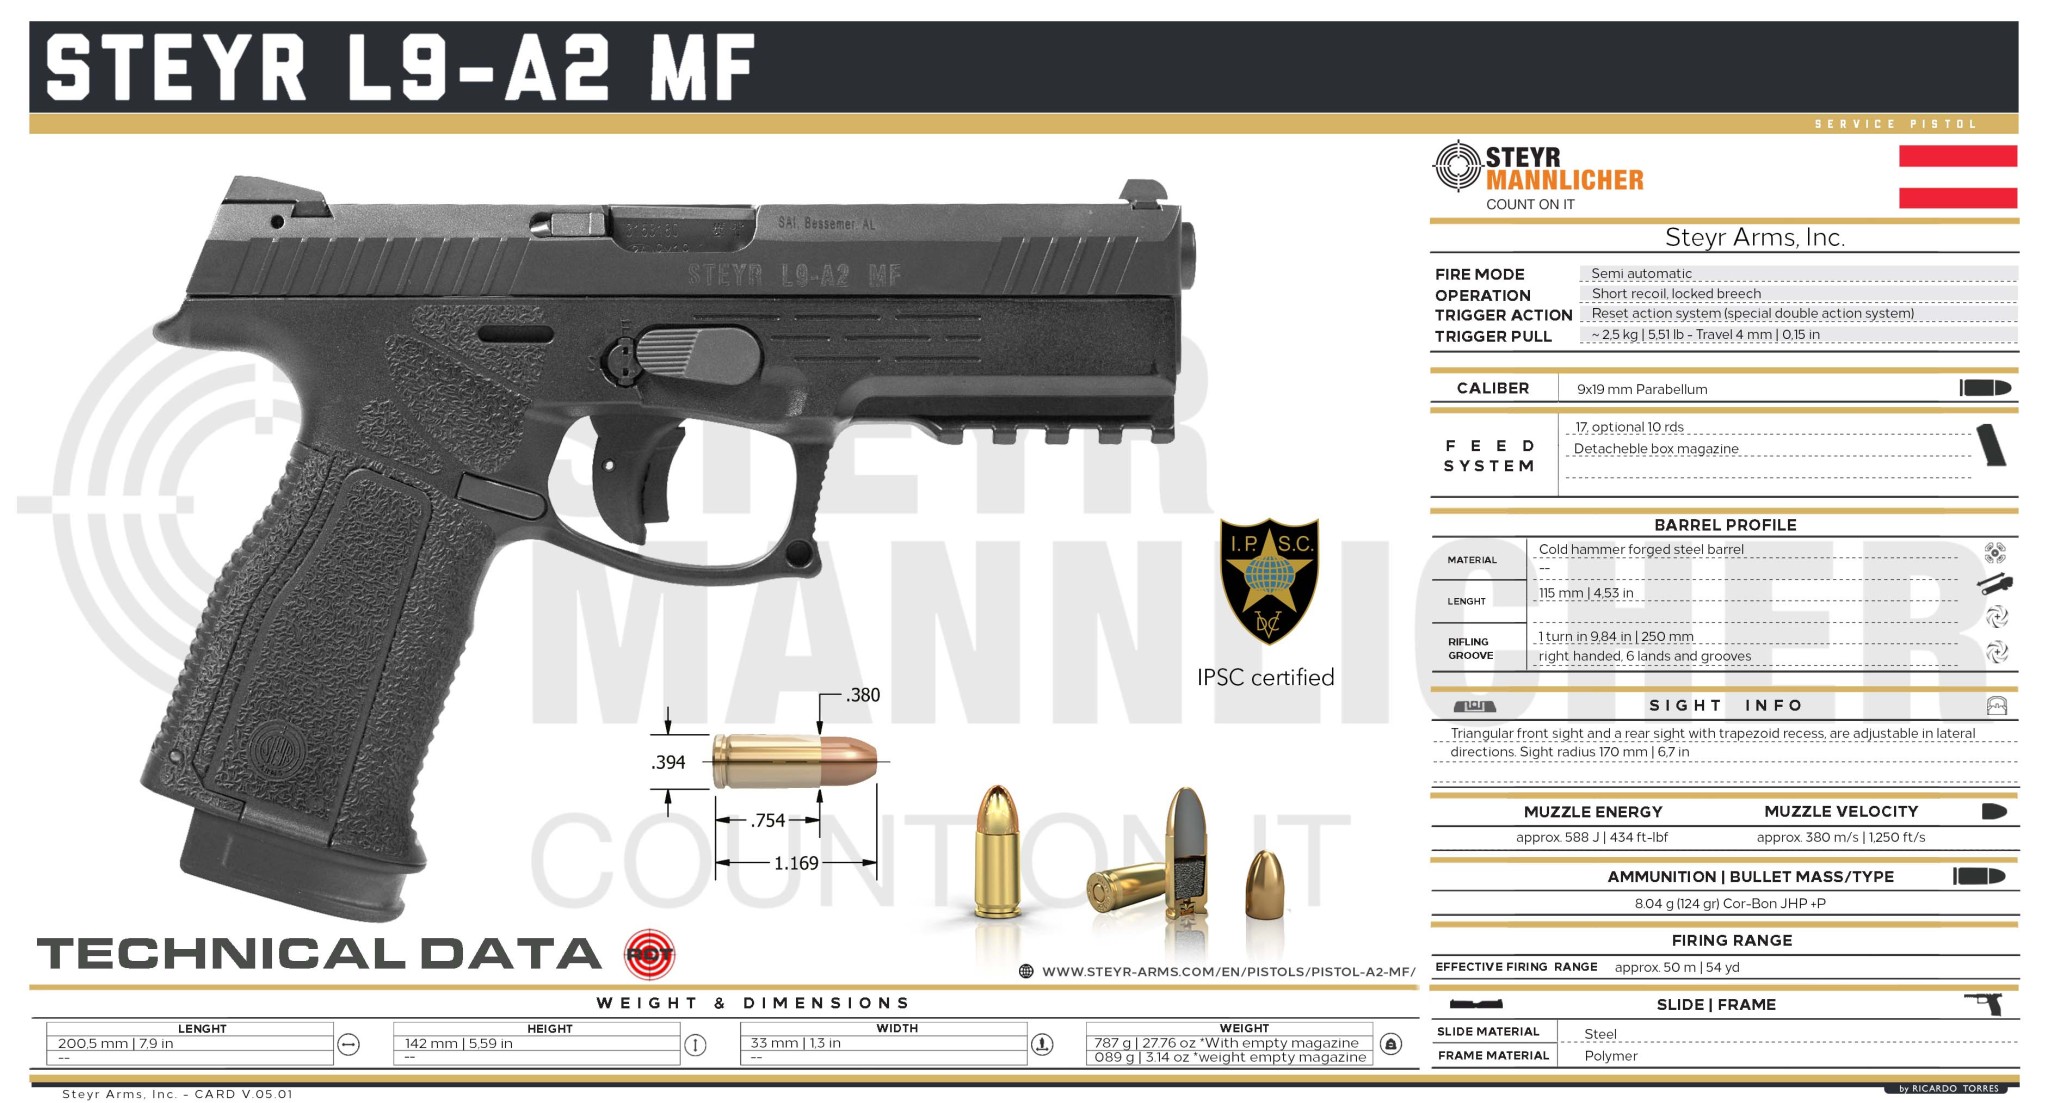 STEYR L9-A2 MF
SERVICE PISTOL
STEYR
MANNLICHER
COUNT ON IT
Steyr Arms, Inc.
FIRE MODE Semi automatic
OPERATION Short recoil, locked breech
TRIGGER ACTION Reset action system (special double action system)
TRIGGER PULL ~ 2,5 kg | 5,51 lb - Travel 4 mm | 0,15 in
CALIBER 9x19 mm Parabellum
FEED SYSTEM
17, optional 10 rds
Detacheble box magazine
BARREL PROFILE
MATERIAL Cold hammer forged steel barrel
--
LENGHT 115 mm | 4,53 in
RIFLING GROOVE
1 turn in 9,84 in | 250 mm
right handed, 6 lands and grooves
SIGHT INFO
Triangular front sight and a rear sight with trapezoid recess, are adjustable in lateral
directions. Sight radius 170 mm | 6,7 in
MUZZLE ENERGY MUZZLE VELOCITY
approx. 588 J | 434 ft-lbf approx. 380 m/s | 1,250 ft/s
AMMUNITION | BULLET MASS/TYPE
8.04 g (124 gr) Cor-Bon JHP +P
FIRING RANGE
EFFECTIVE FIRING RANGE approx. 50 m | 54 yd
SLIDE | FRAME
SLIDE MATERIAL Steel
FRAME MATERIAL Polymer
SAI, Bessemer, AL
STEYR L9-A2 MF
STEYR
MANNLICHER
COUNT ON IT
I.P.S.C.
DVC
IPSC certified
.380
.394
.754
1.169
TECHNICAL DATA
RDT
WWW.STEYR-ARMS.COM/EN/PISTOLS/PISTOL-A2-MF/
WEIGHT & DIMENSIONS
LENGHT HEIGHT WIDTH WEIGHT
200,5 mm | 7,9 in 142 mm | 5,59 in 33 mm | 1,3 in 787 g | 27.76 oz *With empty magazine
-- -- -- 089 g | 3.14 oz *weight empty magazine
Steyr Arms, Inc. - CARD V.05.01
by RICARDO TORRES